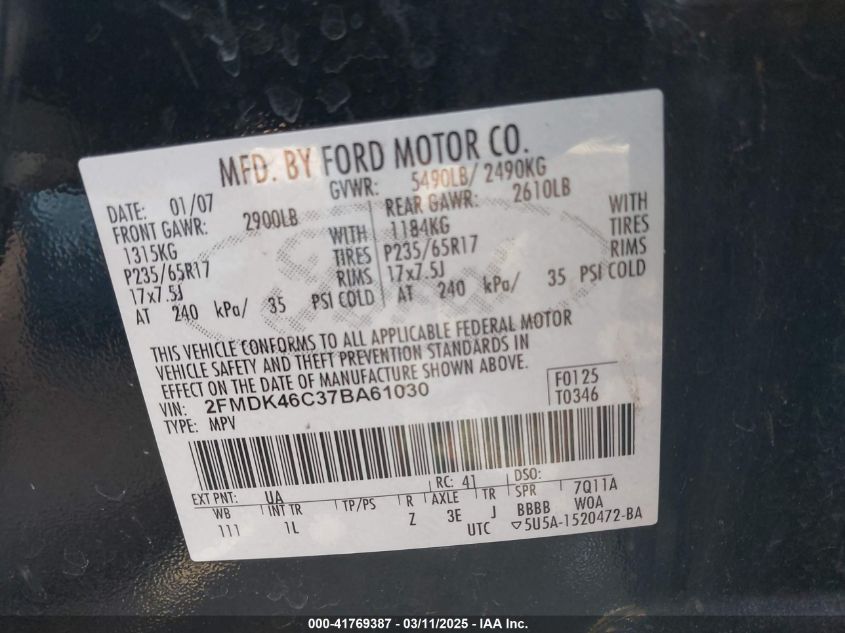 MFD. BY FORD MOTOR CO.
GVWR: 5490LB/ 2490KG
DATE: 01/07
FRONT GAWR: 2900LB
1315KG WITH
P235/65R17 TIRES
17x7.5J RIMS
AT 240 kPa/ 35 PSI COLD
REAR GAWR: 2610LB
1184KG WITH
P235/65R17 TIRES
17x7.5J RIMS
AT 240 kPa/ 35 PSI COLD
THIS VEHICLE CONFORMS TO ALL APPLICABLE FEDERAL MOTOR
VEHICLE SAFETY AND THEFT PREVENTION STANDARDS IN
EFFECT ON THE DATE OF MANUFACTURE SHOWN ABOVE.
VIN: 2FMDK46C37BA61030
TYPE: MPV
F0125
T0346
EXT PNT: UA RC: 41 DSO:
WB INT TR TP/PS R AXLE TR SPR 7Q11A
111 1L Z 3E J BBBB WOA
UTC ▽5U5A-1520472-BA
000-41769387 - 03/11/2025 - IAA Inc.